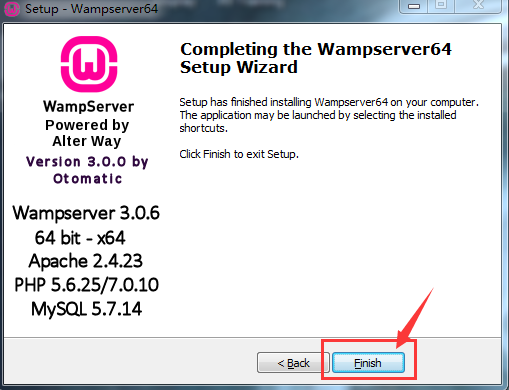 Setup - Wampserver64
Completing the Wampserver64
Setup Wizard
WampServer
Powered by
Alter Way
Version 3.0.0 by
Otomatic
Wampserver 3.0.6
64 bit - x64
Apache 2.4.23
PHP 5.6.25/7.0.10
MySQL 5.7.14
Setup has finished installing Wampserver64 on your computer.
The application may be launched by selecting the installed
shortcuts.
Click Finish to exit Setup.
< Back
Finish